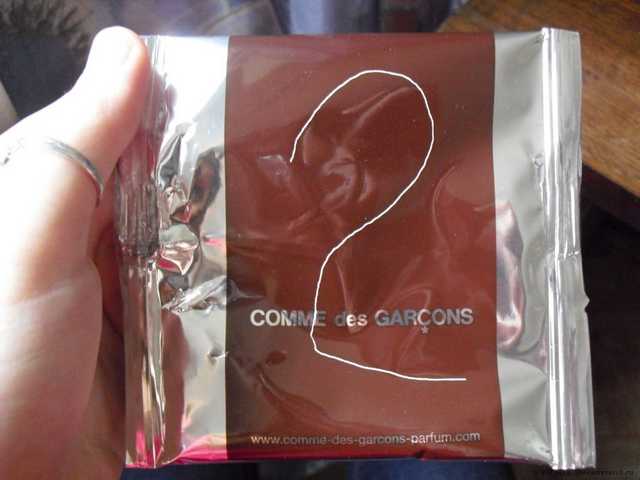 2
COMME des GARÇONS
*
www.comme-des-garcons-parfum.com